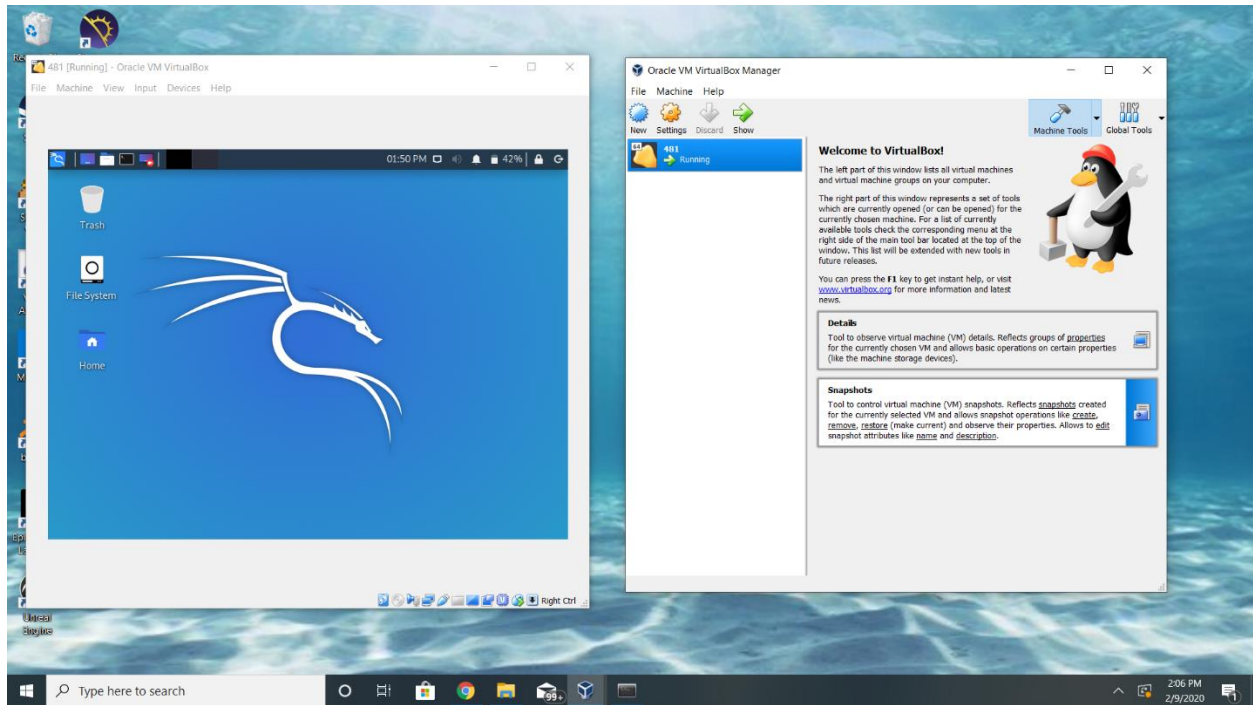 481 [Running] - Oracle VM VirtualBox
File Machine View Input Devices Help
01:50 PM
42%
Trash
File System
Home
Right Ctrl
Oracle VM VirtualBox Manager
File Machine Help
New Settings Discard Show
Machine Tools Global Tools
64
481
Running
Welcome to VirtualBox!
The left part of this window lists all virtual machines
and virtual machine groups on your computer.
The right part of this window represents a set of tools
which are currently opened (or can be opened) for the
currently chosen machine. For a list of currently
available tools check the corresponding menu at the
right side of the main tool bar located at the top of the
window. This list will be extended with new tools in
future releases.
You can press the F1 key to get instant help, or visit
www.virtualbox.org for more information and latest
news.
Details
Tool to observe virtual machine (VM) details. Reflects groups of properties
for the currently chosen VM and allows basic operations on certain properties
(like the machine storage devices).
Snapshots
Tool to control virtual machine (VM) snapshots. Reflects snapshots created
for the currently selected VM and allows snapshot operations like create,
remove, restore (make current) and observe their properties. Allows to edit
snapshot attributes like name and description.
Unreal
Engine
Type here to search
99+
2:06 PM
2/9/2020
1